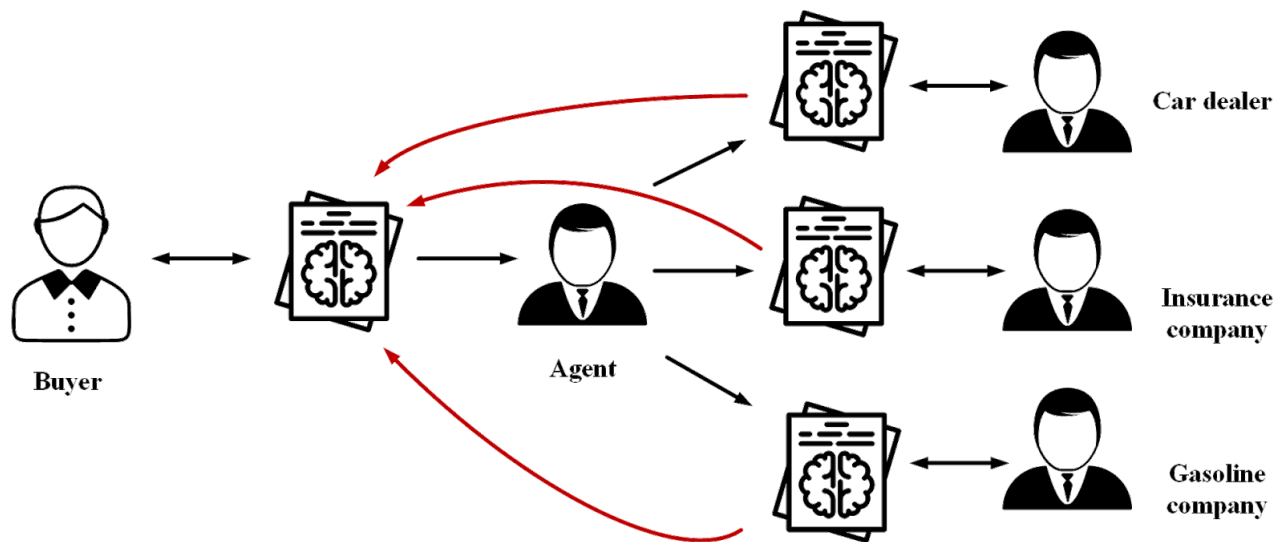 Car dealer
Insurance
company
Buyer
Agent
Gasoline
company